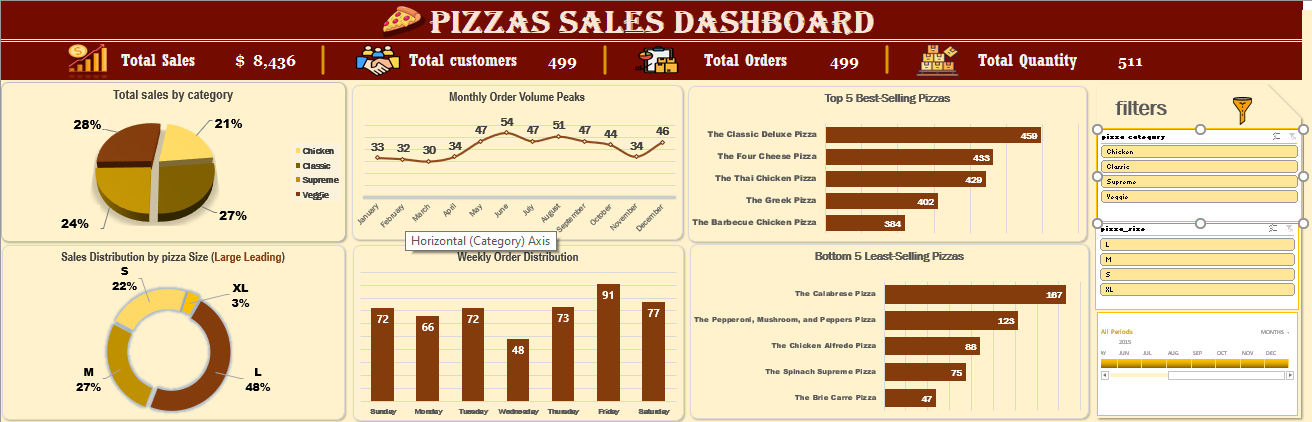 PIZZAS SALES DASHBOARD
Total Sales $ 8,436 Total customers 499 Total Orders 499 Total Quantity 511
Total sales by category
28%
21%
24%
27%
Chicken
Classic
Supreme
Veggie
Monthly Order Volume Peaks
33 32 30 34 47 54 47 51 47 44 34 46
January February March April May June July August September October November December
Horizontal (Category) Axis
Top 5 Best-Selling Pizzas
The Classic Deluxe Pizza 459
The Four Cheese Pizza 433
The Thai Chicken Pizza 429
The Greek Pizza 402
The Barbecue Chicken Pizza 384
filters
pizza category
Chicken
Classic
Supreme
Veggie
Sales Distribution by pizza Size (Large Leading)
S
22%
XL
3%
M
27%
L
48%
Weekly Order Distribution
72 66 72 48 73 91 77
Sunday Monday Tuesday Wednesday Thursday Friday Saturday
Bottom 5 Least-Selling Pizzas
The Calabrese Pizza 187
The Pepperoni, Mushroom, and Peppers Pizza 123
The Chicken Alfredo Pizza 88
The Spinach Supreme Pizza 75
The Brie Carre Pizza 47
pizza_size
L
M
S
XL
All Periods MONTHS
2015
JUN JUL AUG SEP OCT NOV DEC